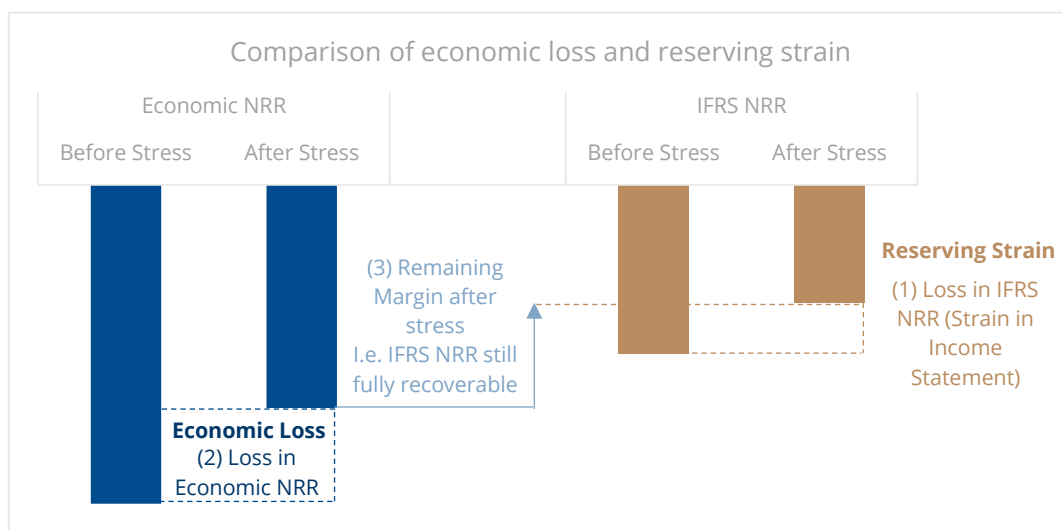 Comparison of economic loss and reserving strain
Economic NRR
IFRS NRR
Before Stress
After Stress
Before Stress
After Stress
(3) Remaining
Margin after
stress
I.e. IFRS NRR still
fully recoverable
Reserving Strain
(1) Loss in IFRS
NRR (Strain in
Income
Statement)
Economic Loss
(2) Loss in
Economic NRR